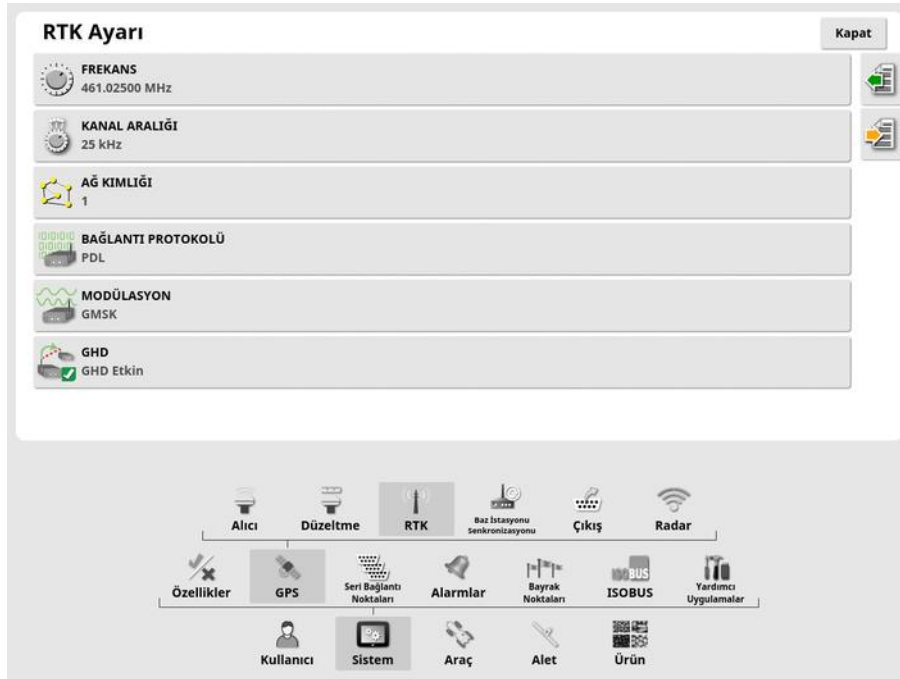 RTK Ayarı
Kapat
FREKANS
461.02500 MHz
KANAL ARALIĞI
25 kHz
AĞ KIMLIĞI
1
BAĞLANTI PROTOKOLÜ
PDL
MODÜLASYON
GMSK
GHD
GHD Etkin
Alıcı
Düzeltme
RTK
Baz İstasyonu
Senkronizasyonu
Çıkış
Radar
Özellikler
GPS
Seri Bağlantı
Noktaları
Alarmlar
Bayrak
Noktaları
ISOBUS
ISOBUS
Yardımcı
Uygulamalar
Kullanıcı
Sistem
Araç
Alet
Ürün